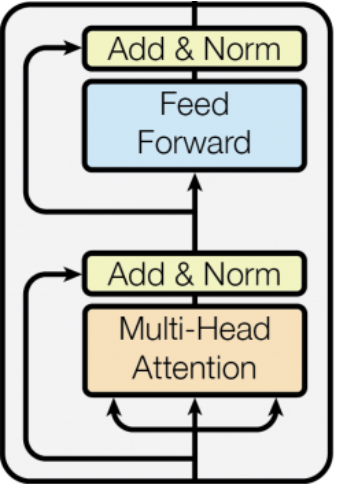 Add & Norm
Feed
Forward
Add & Norm
Multi-Head
Attention